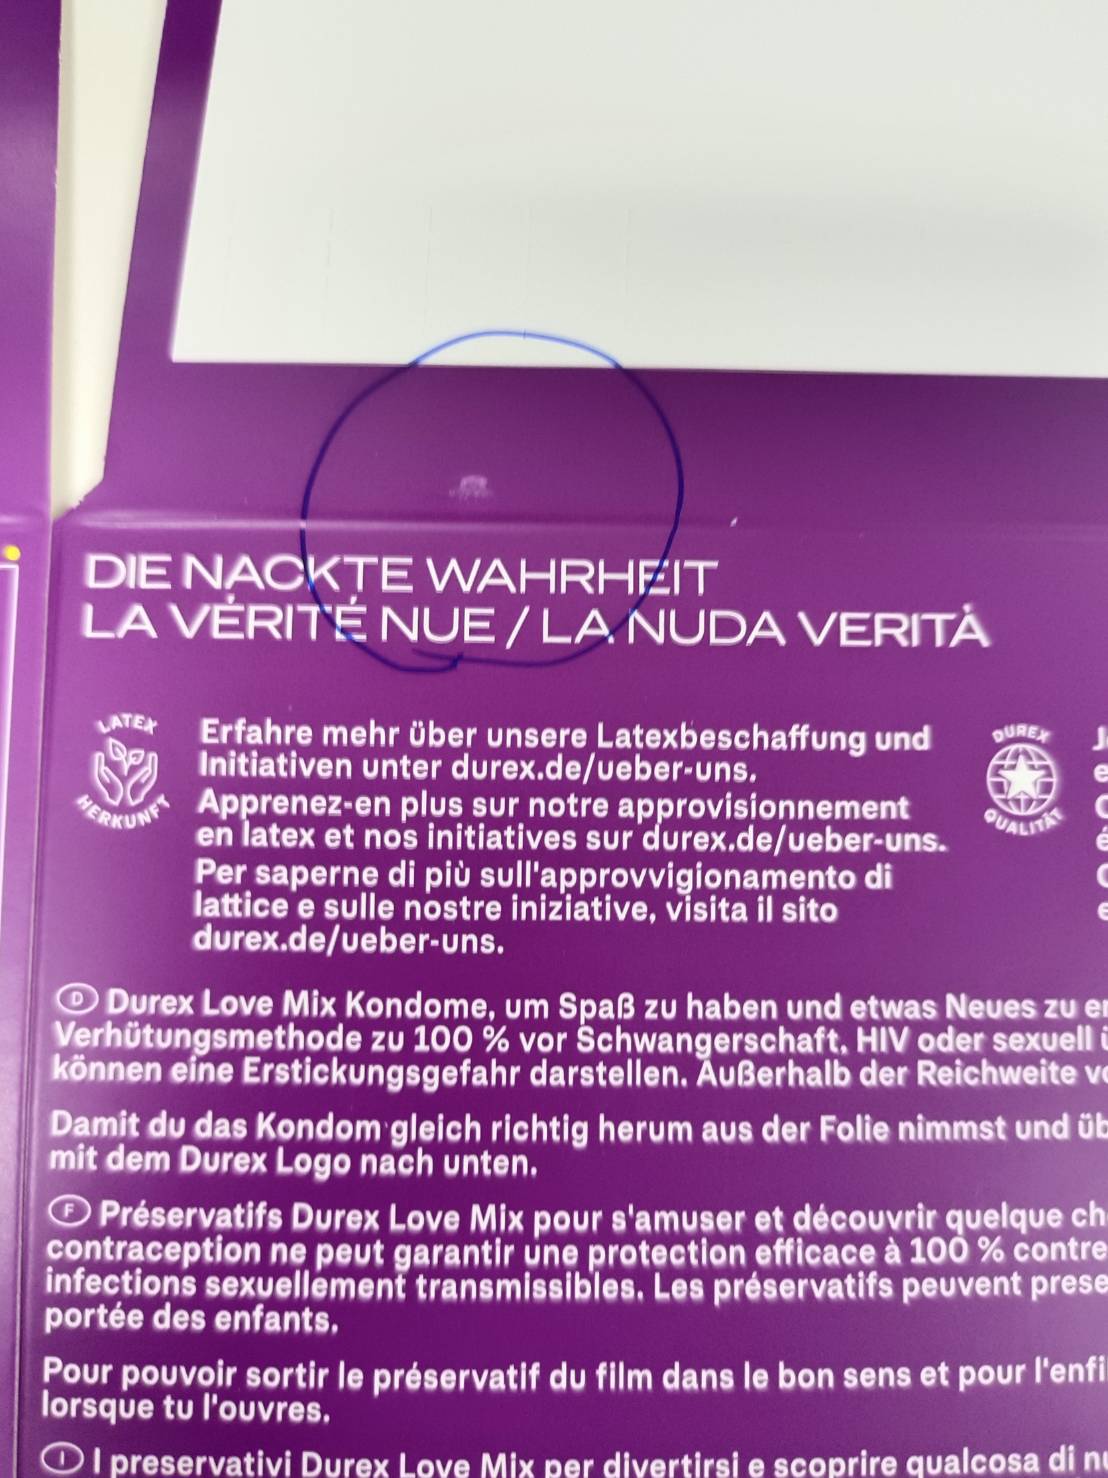 DIE NACKTE WAHRHEIT
LA VÉRITÉ NUE / LA NUDA VERITÀ
LATEX
HERKUNFT
Erfahre mehr über unsere Latexbeschaffung und
Initiativen unter durex.de/ueber-uns.
Apprenez-en plus sur notre approvisionnement
en latex et nos initiatives sur durex.de/ueber-uns.
Per saperne di più sull'approvvigionamento di
lattice e sulle nostre iniziative, visita il sito
durex.de/ueber-uns.
DUREX
QUALITÄT
D Durex Love Mix Kondome, um Spaß zu haben und etwas Neues zu
Verhütungsmethode zu 100 % vor Schwangerschaft, HIV oder sexuell
können eine Erstickungsgefahr darstellen. Außerhalb der Reichweite
Damit du das Kondom gleich richtig herum aus der Folie nimmst und
mit dem Durex Logo nach unten.
F Préservatifs Durex Love Mix pour s'amuser et découvrir quelque
contraception ne peut garantir une protection efficace à 100 % contre
infections sexuellement transmissibles. Les préservatifs peuvent
portée des enfants.
Pour pouvoir sortir le préservatif du film dans le bon sens et pour
lorsque tu l'ouvres.
I I preservativi Durex Love Mix per divertirsi e scoprire qualcosa di